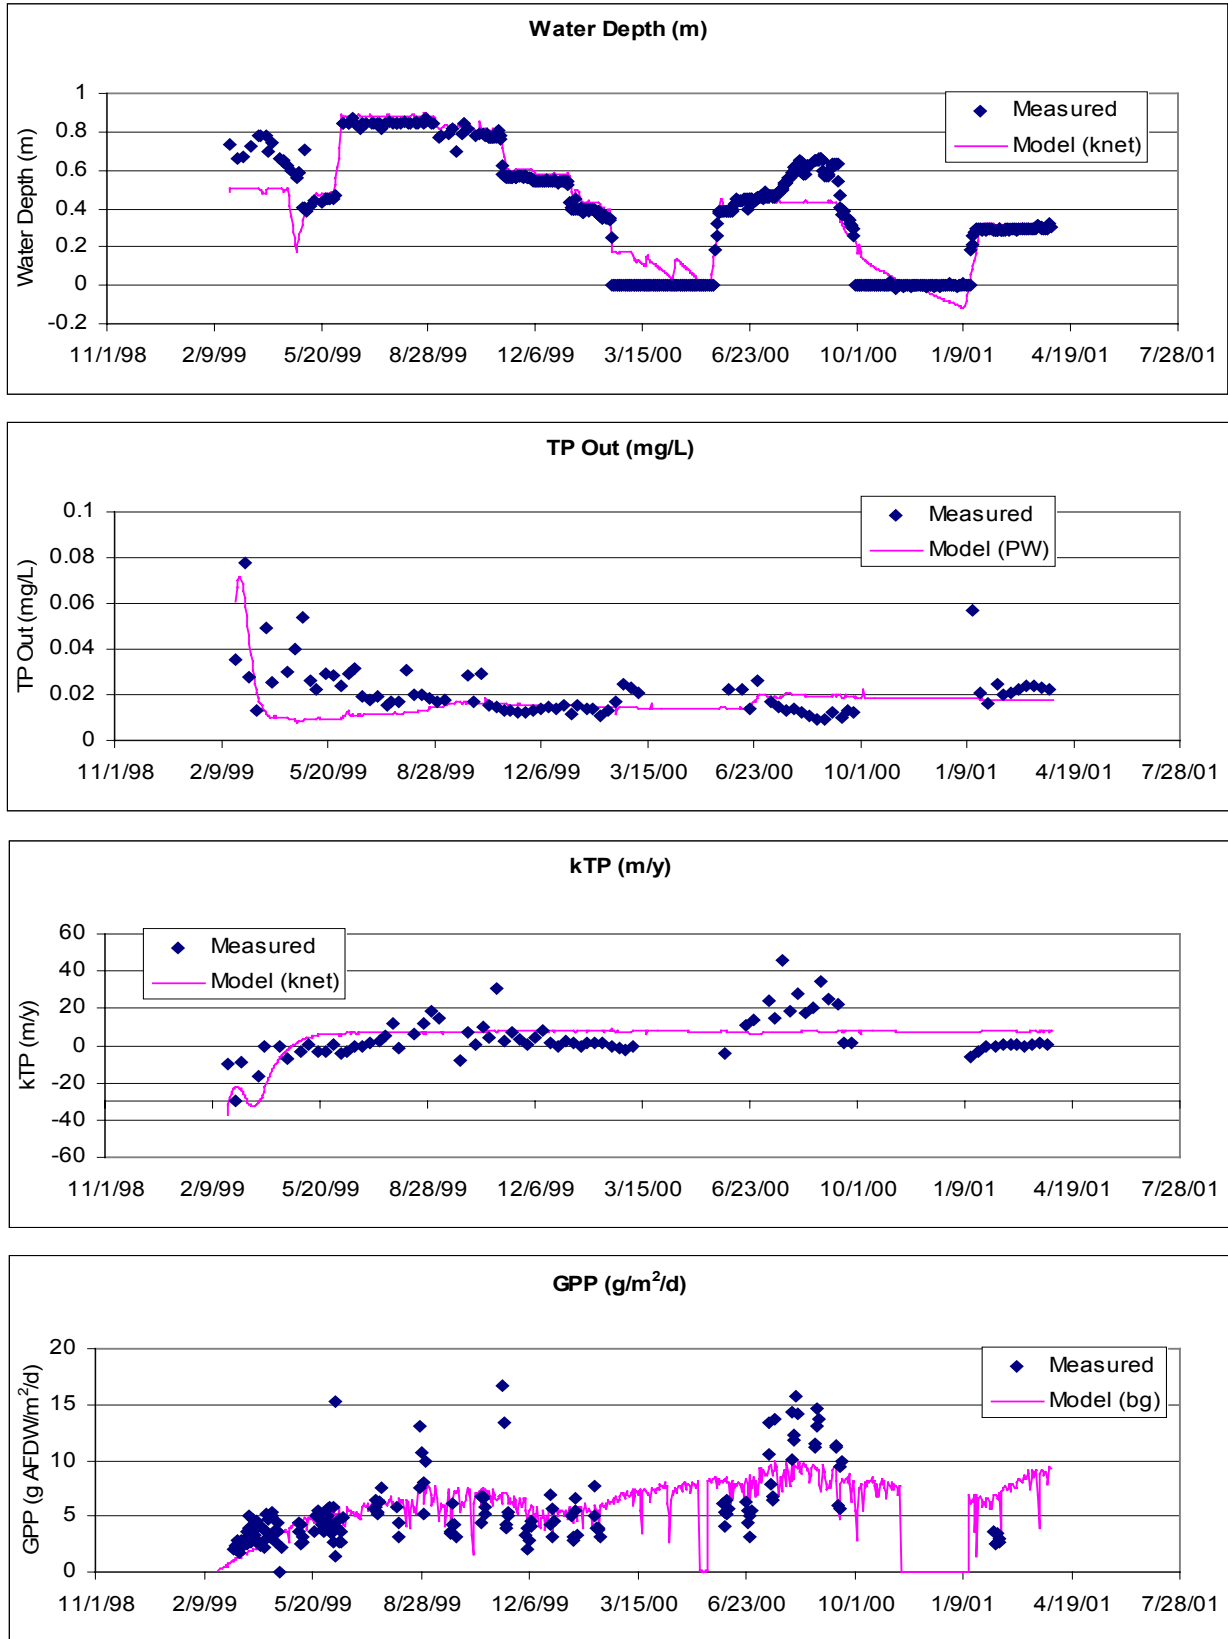 Water Depth (m)
Water Depth (m)
1
0.8
0.6
0.4
0.2
0
-0.2
Measured
Model (knet)
11/1/98 2/9/99 5/20/99 8/28/99 12/6/99 3/15/00 6/23/00 10/1/00 1/9/01 4/19/01 7/28/01
TP Out (mg/L)
TP Out (mg/L)
0.1
0.08
0.06
0.04
0.02
0
Measured
Model (PW)
11/1/98 2/9/99 5/20/99 8/28/99 12/6/99 3/15/00 6/23/00 10/1/00 1/9/01 4/19/01 7/28/01
kTP (m/y)
kTP (m/y)
60
40
20
0
-20
-40
-60
Measured
Model (knet)
11/1/98 2/9/99 5/20/99 8/28/99 12/6/99 3/15/00 6/23/00 10/1/00 1/9/01 4/19/01 7/28/01
GPP (g/m²/d)
GPP (g AFDW/m²/d)
20
15
10
5
0
Measured
Model (bg)
11/1/98 2/9/99 5/20/99 8/28/99 12/6/99 3/15/00 6/23/00 10/1/00 1/9/01 4/19/01 7/28/01